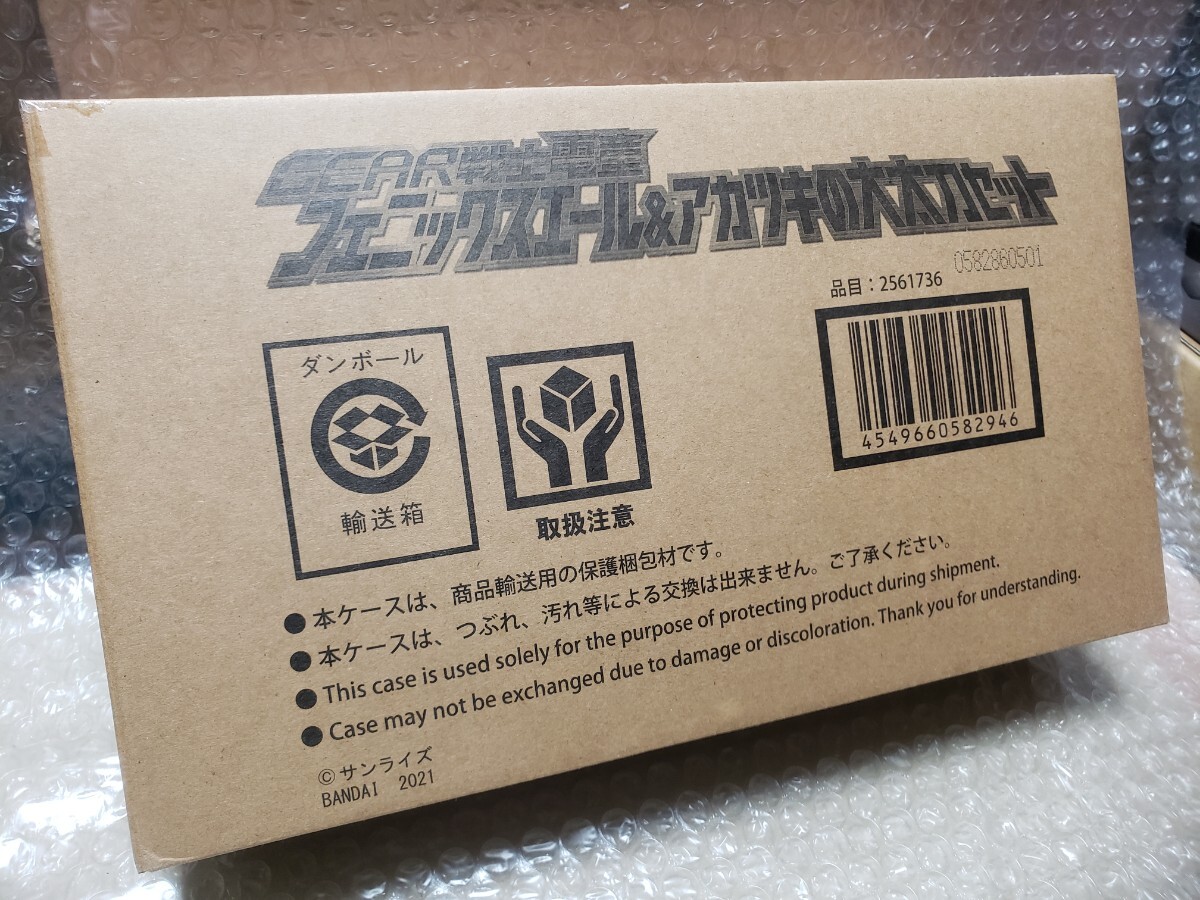 GEAR戦士電童
フェニックスエール&アカツキの大太刀セット
0582860501
品目：2561736
4549660582946
ダンボール
輸送箱
取扱注意
●本ケースは、商品輸送用の保護梱包材です。
●本ケースは、つぶれ、汚れ等による交換は出来ません。ご了承ください。
●This case is used solely for the purpose of protecting product during shipment.
●Case may not be exchanged due to damage or discoloration. Thank you for understanding.
©サンライズ
BANDAI 2021